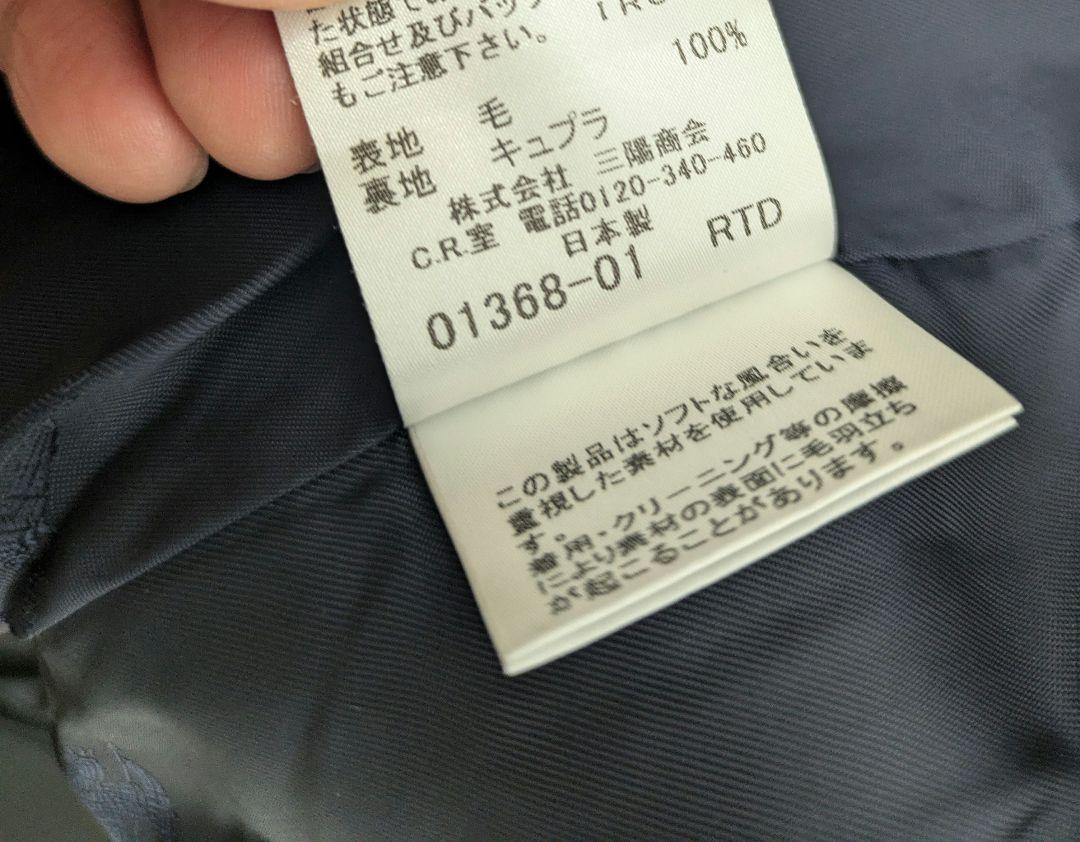 た状態で
組合せ及びバッグ
もご注意下さい。
100%
表地 毛
裏地 キュプラ
株式会社 三陽商会
C.R.室 電話0120-340-460
日本製
01368-01 RTD
この製品はソフトな風合いを
重視した素材を使用していま
す。
着用・クリーニング等の摩擦
により素材の表面に毛羽立ち
が起こることがあります。